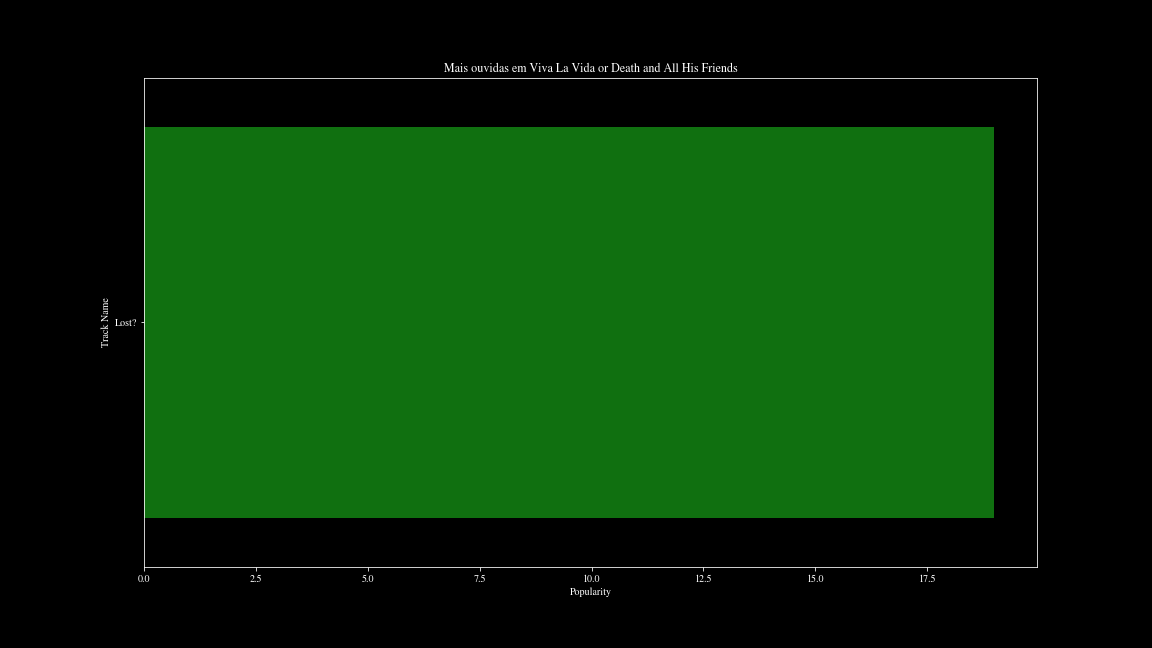 Mais ouvidas em Viva La Vida or Death and All His Friends
Track Name
Lost?
0.0 2.5 5.0 7.5 10.0 12.5 15.0 17.5
Popularity